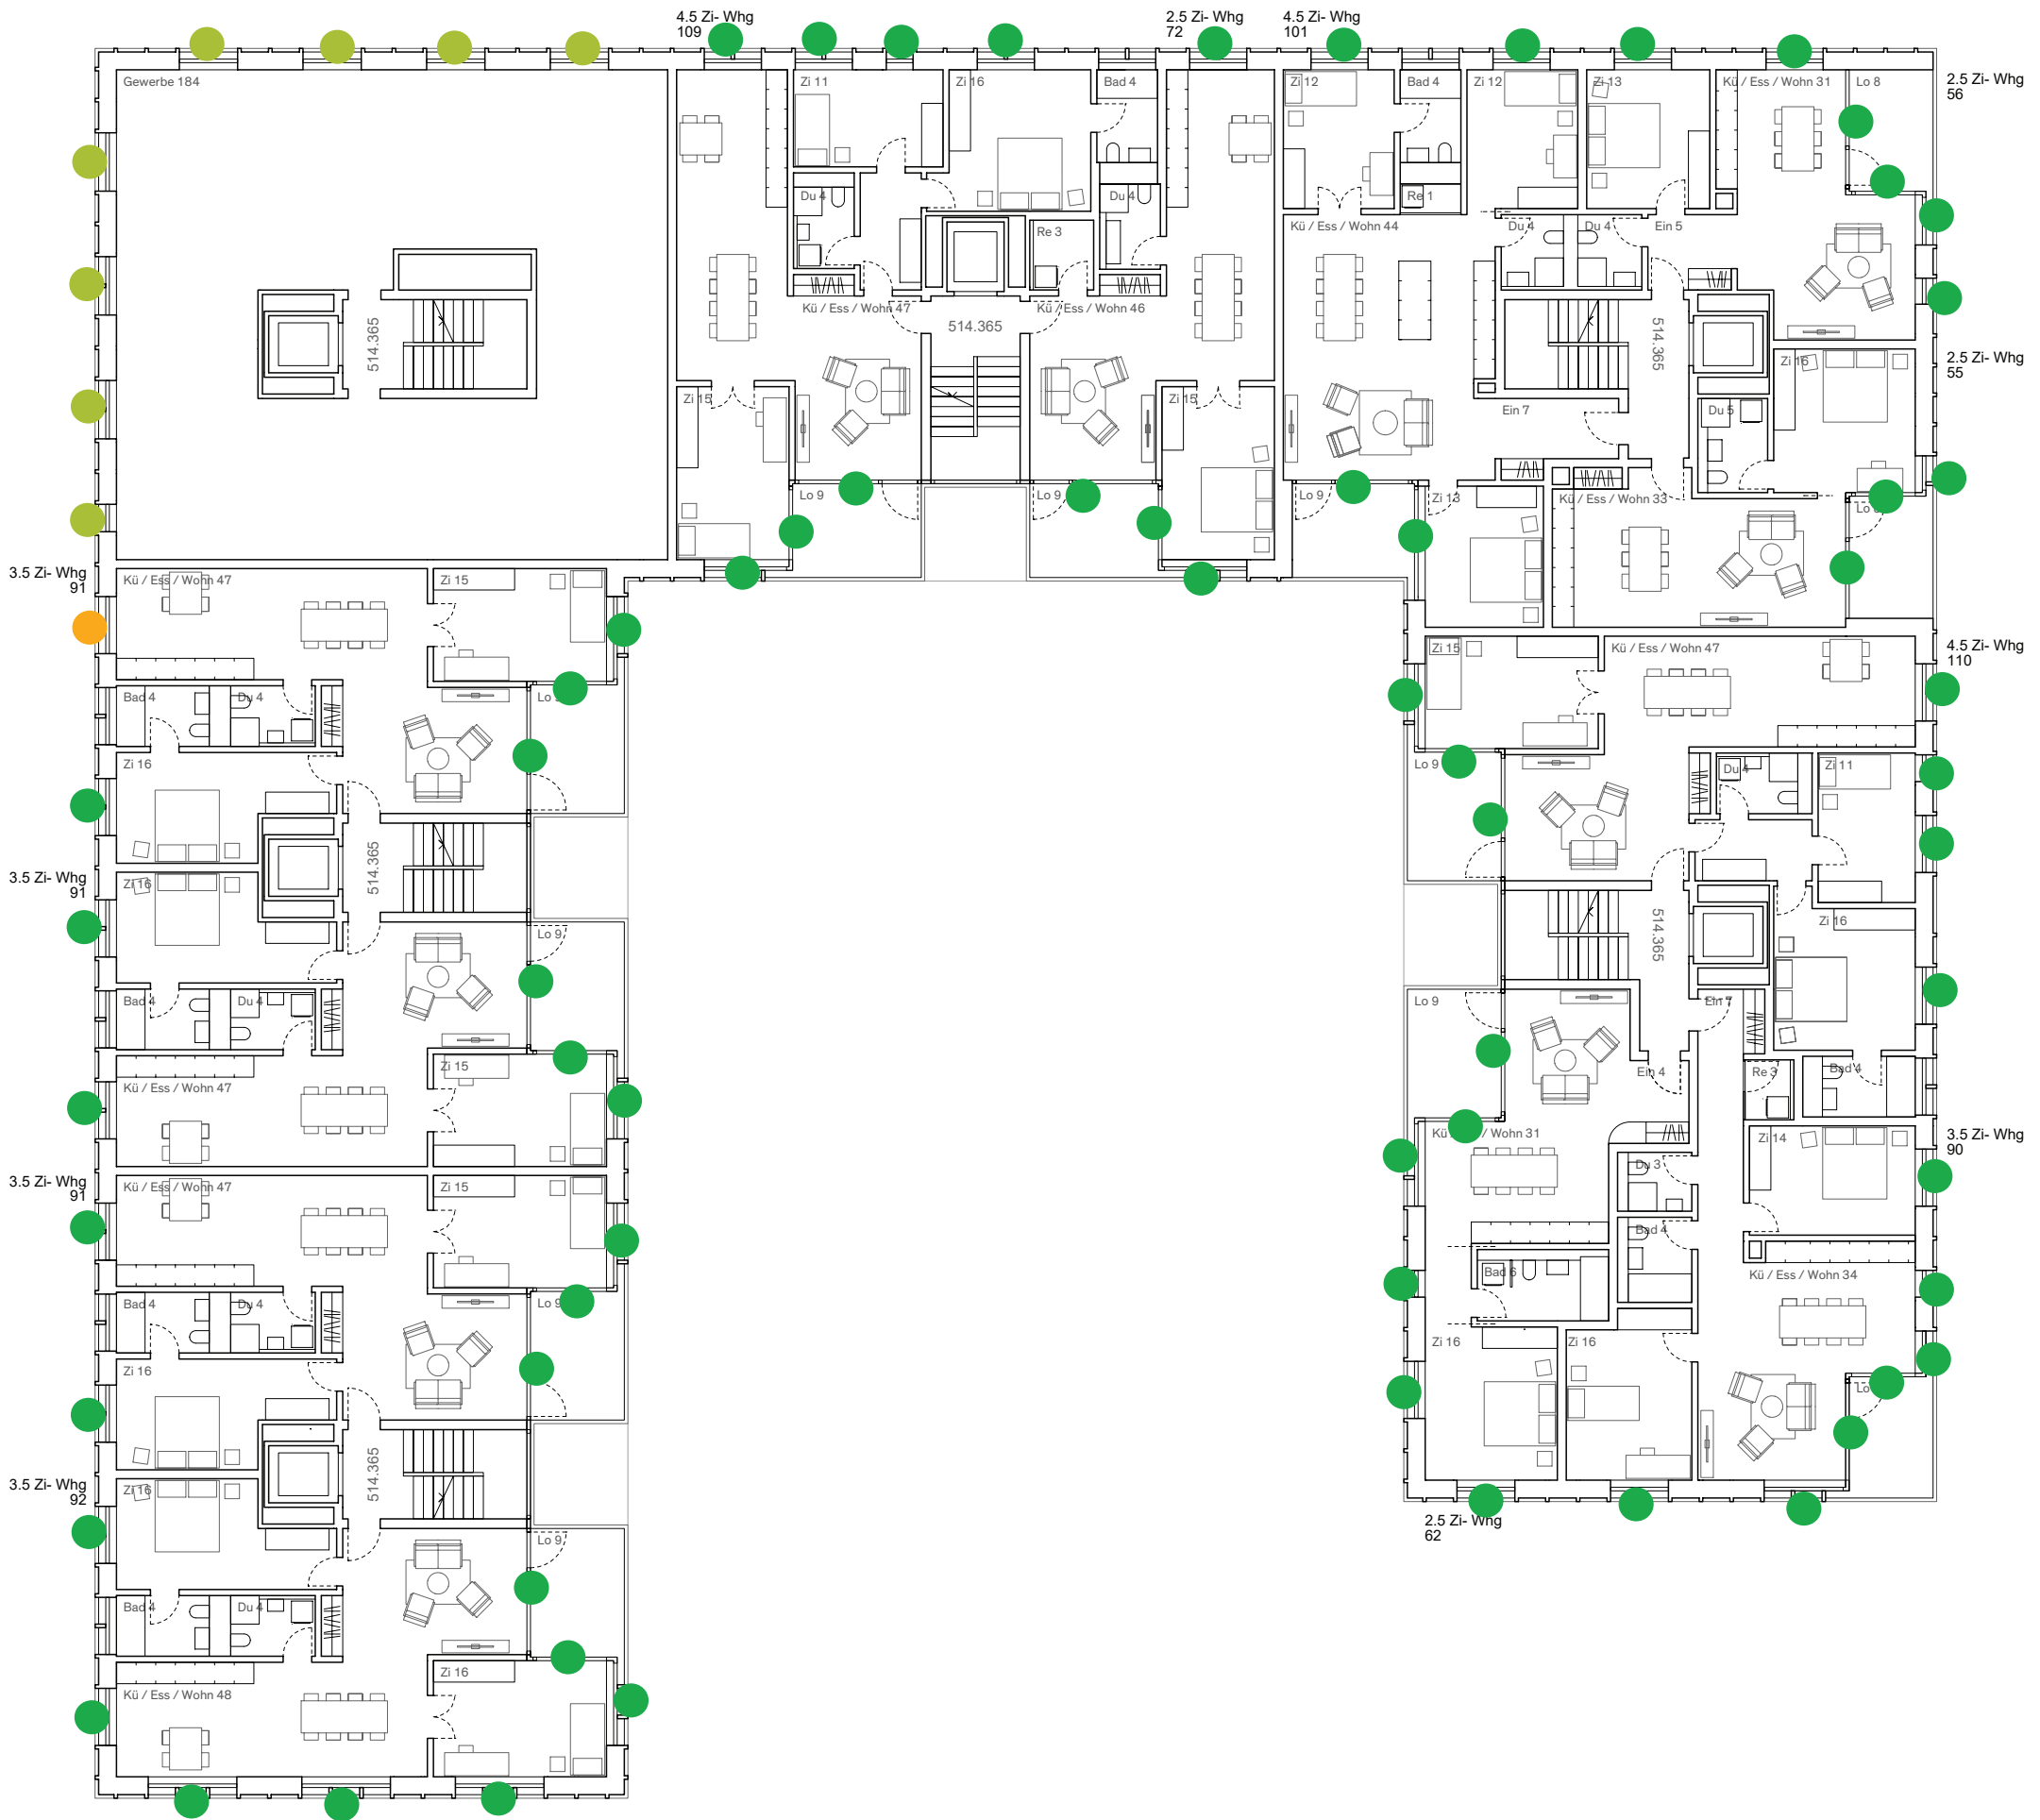 4.5 Zi- Whg
109
2.5 Zi- Whg
72
4.5 Zi- Whg
101
2.5 Zi- Whg
56
Gewerbe 184
Zi 11
Zi 16
Bad 4
Zi 12
Bad 4
Zi 12
Zi 13
Kü / Ess / Wohn 31
Lo 8
Du 4
Du 4
Re 1
Re 3
Kü / Ess / Wohn 44
Du 4
Du 4
Ein 5
Kü / Ess / Wohn 47
Kü / Ess / Wohn 46
514.365
514.365
514.365
2.5 Zi- Whg
55
Zi 16
Zi 15
Zi 15
Ein 7
Du 5
Lo 9
Lo 9
Lo 9
Zi 13
Kü / Ess / Wohn 33
Lo
3.5 Zi- Whg
91
Kü / Ess / Wohn 47
Zi 15
4.5 Zi- Whg
110
Zi 15
Kü / Ess / Wohn 47
Bad 4
Du 4
Lo
Zi 16
Lo 9
Du 4
Zi 11
514.365
3.5 Zi- Whg
91
Zi 16
Lo 9
514.365
Zi 16
Bad 4
Du 4
Lo 9
Ein 7
Kü / Ess / Wohn 47
Zi 15
Ein 4
Re 3
Bad 4
3.5 Zi- Whg
90
Kü / Ess / Wohn 31
Zi 14
3.5 Zi- Whg
91
Kü / Ess / Wohn 47
Zi 15
Du 3
Bad 4
Bad 4
Du 4
Lo 9
Bad 6
Kü / Ess / Wohn 34
Zi 16
Zi 16
Zi 16
Lo
514.365
3.5 Zi- Whg
92
Zi 16
2.5 Zi- Whg
62
Lo 9
Bad 4
Du 4
Kü / Ess / Wohn 48
Zi 16